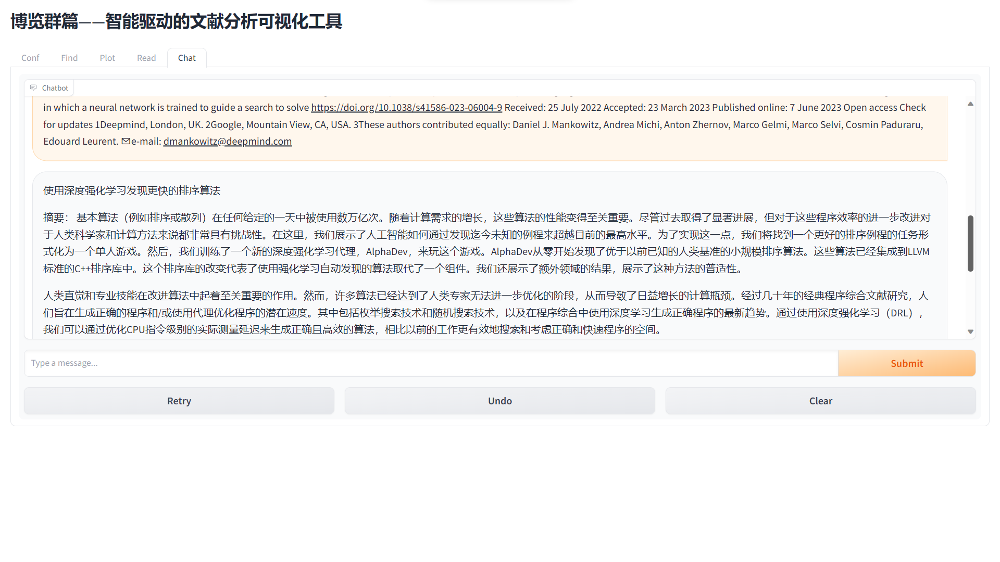 博览群篇——智能驱动的文献分析可视化工具
Conf Find Plot Read Chat
Chatbot
in which a neural network is trained to guide a search to solve https://doi.org/10.1038/s41586-023-06004-9 Received: 25 July 2022 Accepted: 23 March 2023 Published online: 7 June 2023 Open access Check
for updates 1Deepmind, London, UK. 2Google, Mountain View, CA, USA. 3These authors contributed equally: Daniel J. Mankowitz, Andrea Michi, Anton Zhernov, Marco Gelmi, Marco Selvi, Cosmin Paduraru,
Edouard Leurent. ✉e-mail: dmankowitz@deepmind.com
使用深度强化学习发现更快的排序算法
摘要： 基本算法（例如排序或散列）在任何给定的一天中被使用数万亿次。随着计算需求的增长，这些算法的性能变得至关重要。尽管过去取得了显著进展，但对于这些程序效率的进一步改进对
于人类科学家和计算方法来说都非常具有挑战性。在这里，我们展示了人工智能如何通过发现迄今未知的例程来超越目前的最高水平。为了实现这一点，我们将找到一个更好的排序例程的任务形
式化为一个单人游戏。然后，我们训练了一个新的深度强化学习代理，AlphaDev，来玩这个游戏。AlphaDev从零开始发现了优于以前已知的人类基准的小规模排序算法。这些算法已经集成到LLVM
标准的C++排序库中。这个排序库的改变代表了使用强化学习自动发现的算法取代了一个组件。我们还展示了额外领域的结果，展示了这种方法的普适性。
人类直觉和专业技能在改进算法中起着至关重要的作用。然而，许多算法已经达到了人类专家无法进一步优化的阶段，从而导致了日益增长的计算瓶颈。经过几十年的经典程序综合文献研究，人
们旨在生成正确的程序和/或使用代理优化程序的潜在速度。其中包括枚举搜索技术和随机搜索技术，以及在程序综合中使用深度学习生成正确程序的最新趋势。通过使用深度强化学习（DRL），
我们可以通过优化CPU指令级别的实际测量延迟来生成正确且高效的算法，相比以前的工作更有效地搜索和考虑正确和快速程序的空间。
Type a message...
Submit
Retry Undo Clear